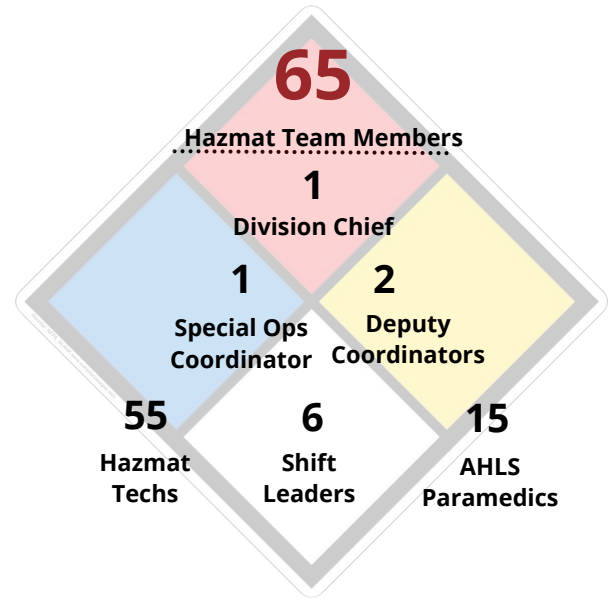 65
Hazmat Team Members
1
Division Chief
1
Special Ops
Coordinator
2
Deputy
Coordinators
55
Hazmat
Techs
6
Shift
Leaders
15
AHLS
Paramedics